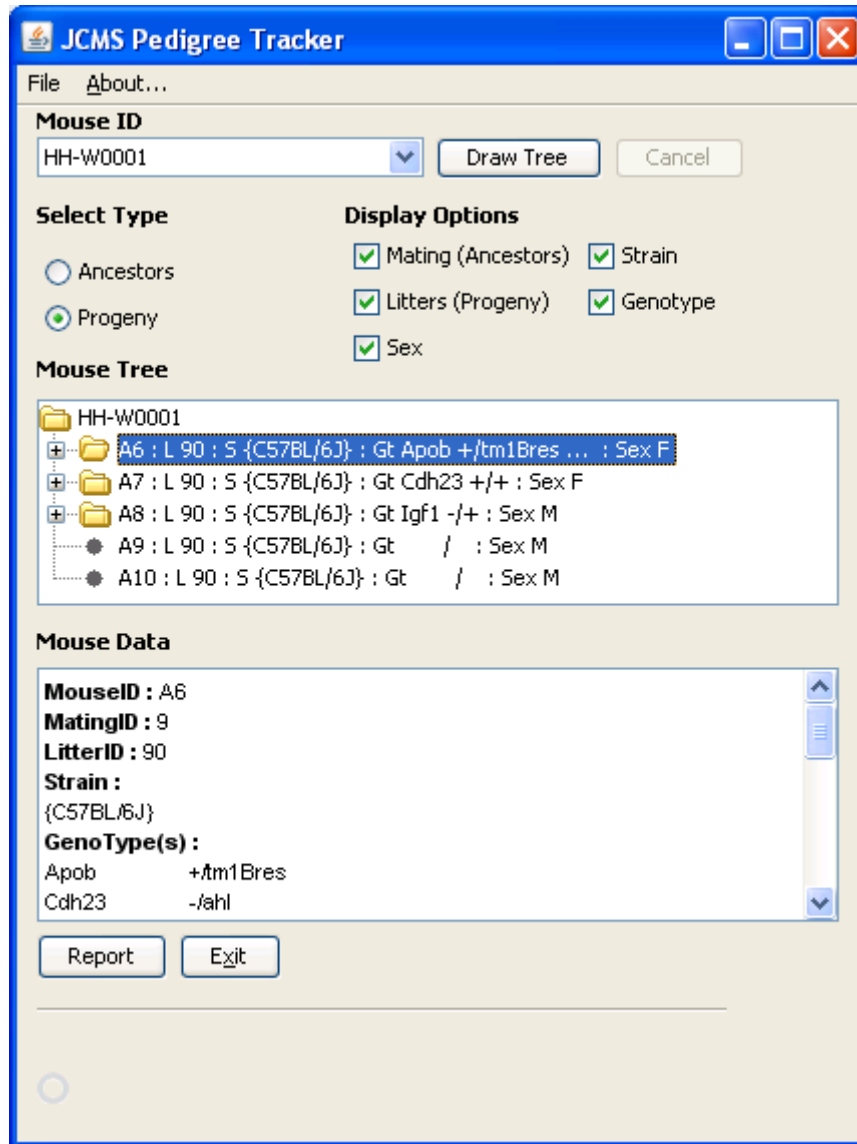 JCMS Pedigree Tracker
File About...
Mouse ID
HH-W0001 Draw Tree Cancel
Select Type Display Options
Mating (Ancestors) Strain
Ancestors
Litters (Progeny) Genotype
Progeny
Sex
Mouse Tree
HH-W0001
A6 : L 90 : S {C57BL/6J} : Gt Apob +/tm1Bres ... : Sex F
A7 : L 90 : S {C57BL/6J} : Gt Cdh23 +/+ : Sex F
A8 : L 90 : S {C57BL/6J} : Gt Igf1 -/+ : Sex M
A9 : L 90 : S {C57BL/6J} : Gt / : Sex M
A10 : L 90 : S {C57BL/6J} : Gt / : Sex M
Mouse Data
MouseID : A6
MatingID : 9
LitterID : 90
Strain :
{C57BL/6J}
GenoType(s) :
Apob +/tm1Bres
Cdh23 -/ahl
Report Exit